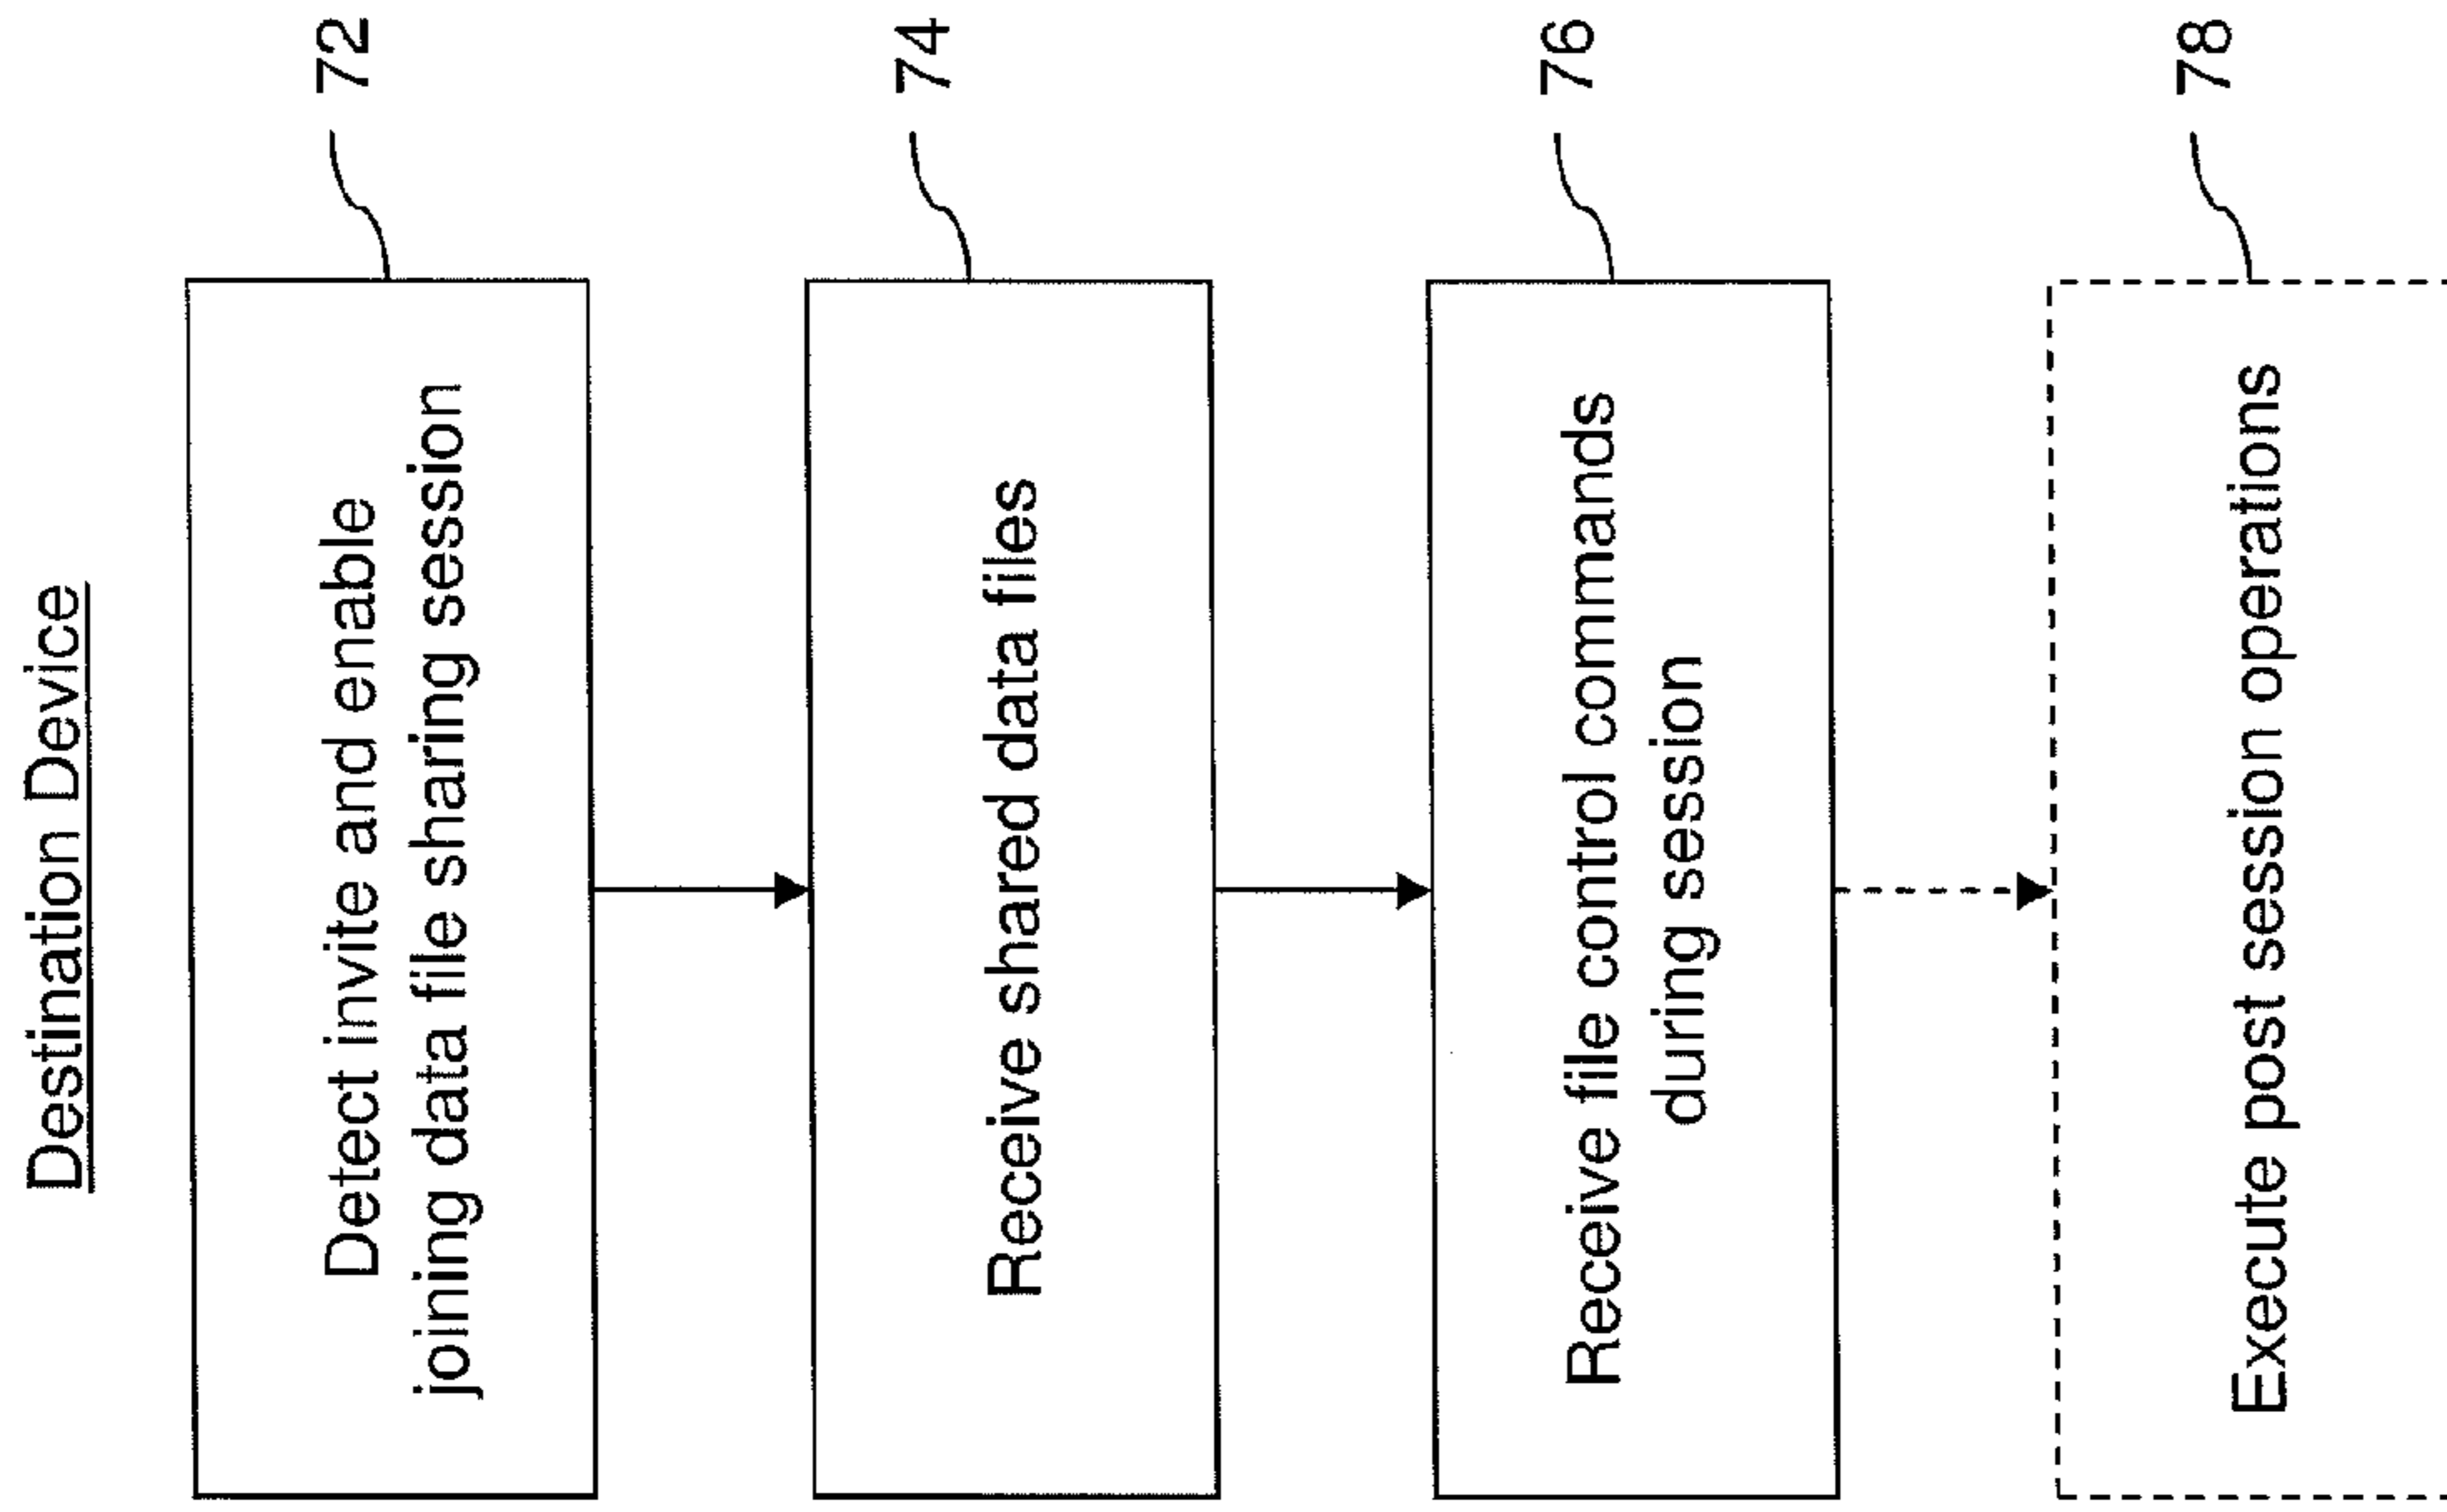 Destination Device
Detect invite and enable
joining data file sharing session
72
Receive shared data files
74
Receive file control commands
during session
76
Execute post session operations
78